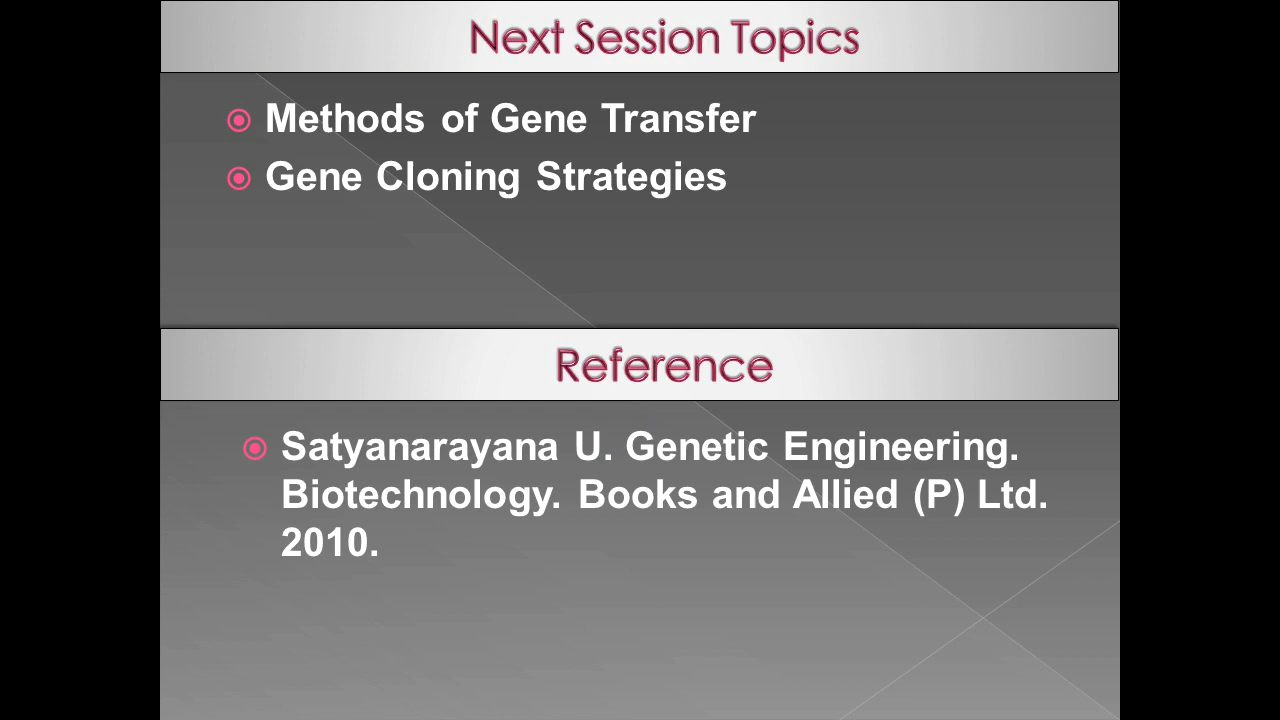 Next Session Topics
Methods of Gene Transfer
Gene Cloning Strategies
Reference
Satyanarayana U. Genetic Engineering.
Biotechnology. Books and Allied (P) Ltd.
2010.